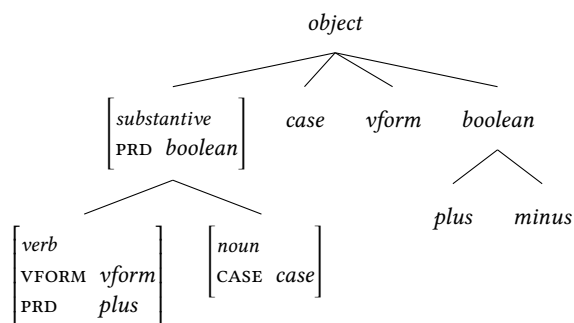 object
substantive
PRD boolean
case
vform
boolean
plus
minus
verb
VFORM vform
PRD plus
noun
CASE case